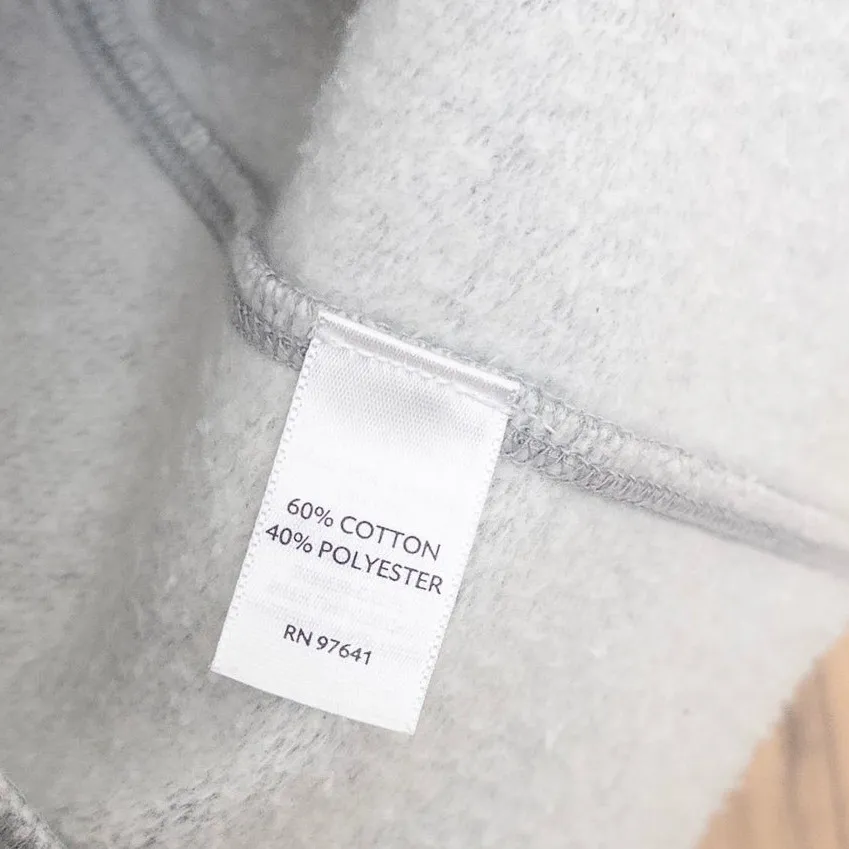 60% COTTON
40% POLYESTER
RN 97641